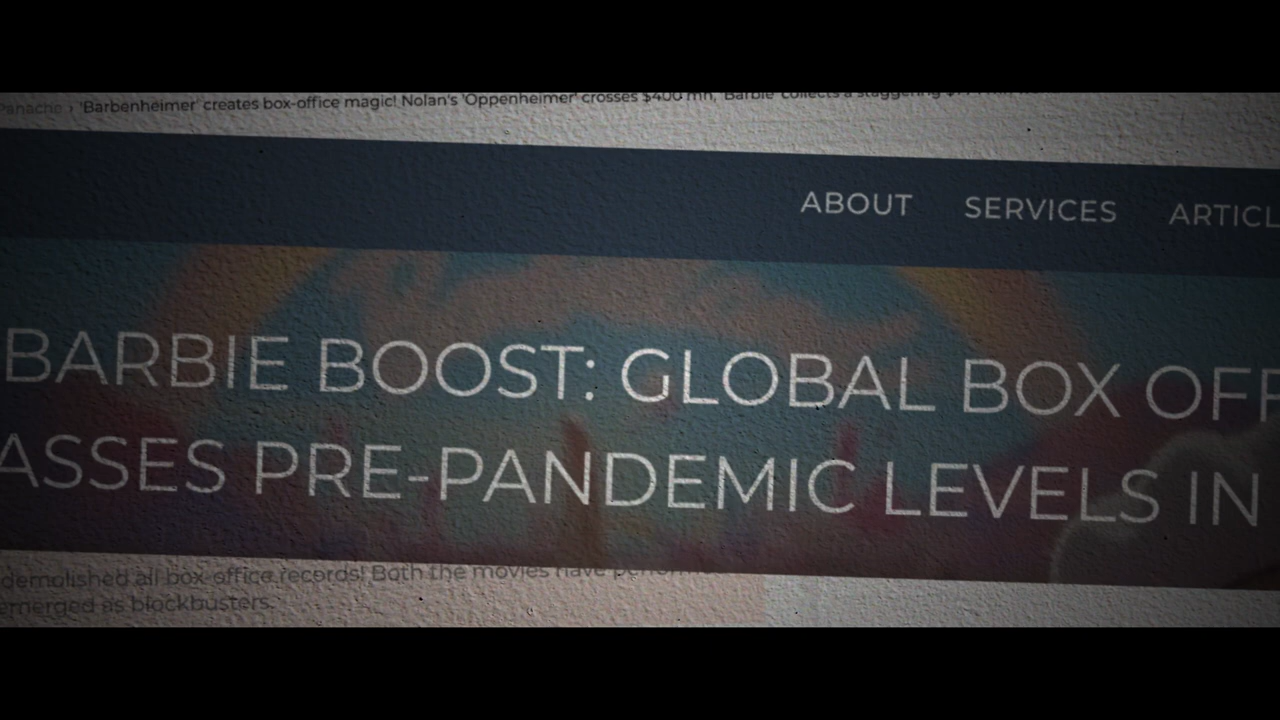 Panache › 'Barbenheimer' creates box-office magic! Nolan's 'Oppenheimer' crosses $400 mn, 'Barbie' collects a staggering
ABOUT SERVICES ARTICL
BARBIE BOOST: GLOBAL BOX OFF
ASSES PRE-PANDEMIC LEVELS IN
demolished all box office records! Both the movies have
emerged as blockbusters.